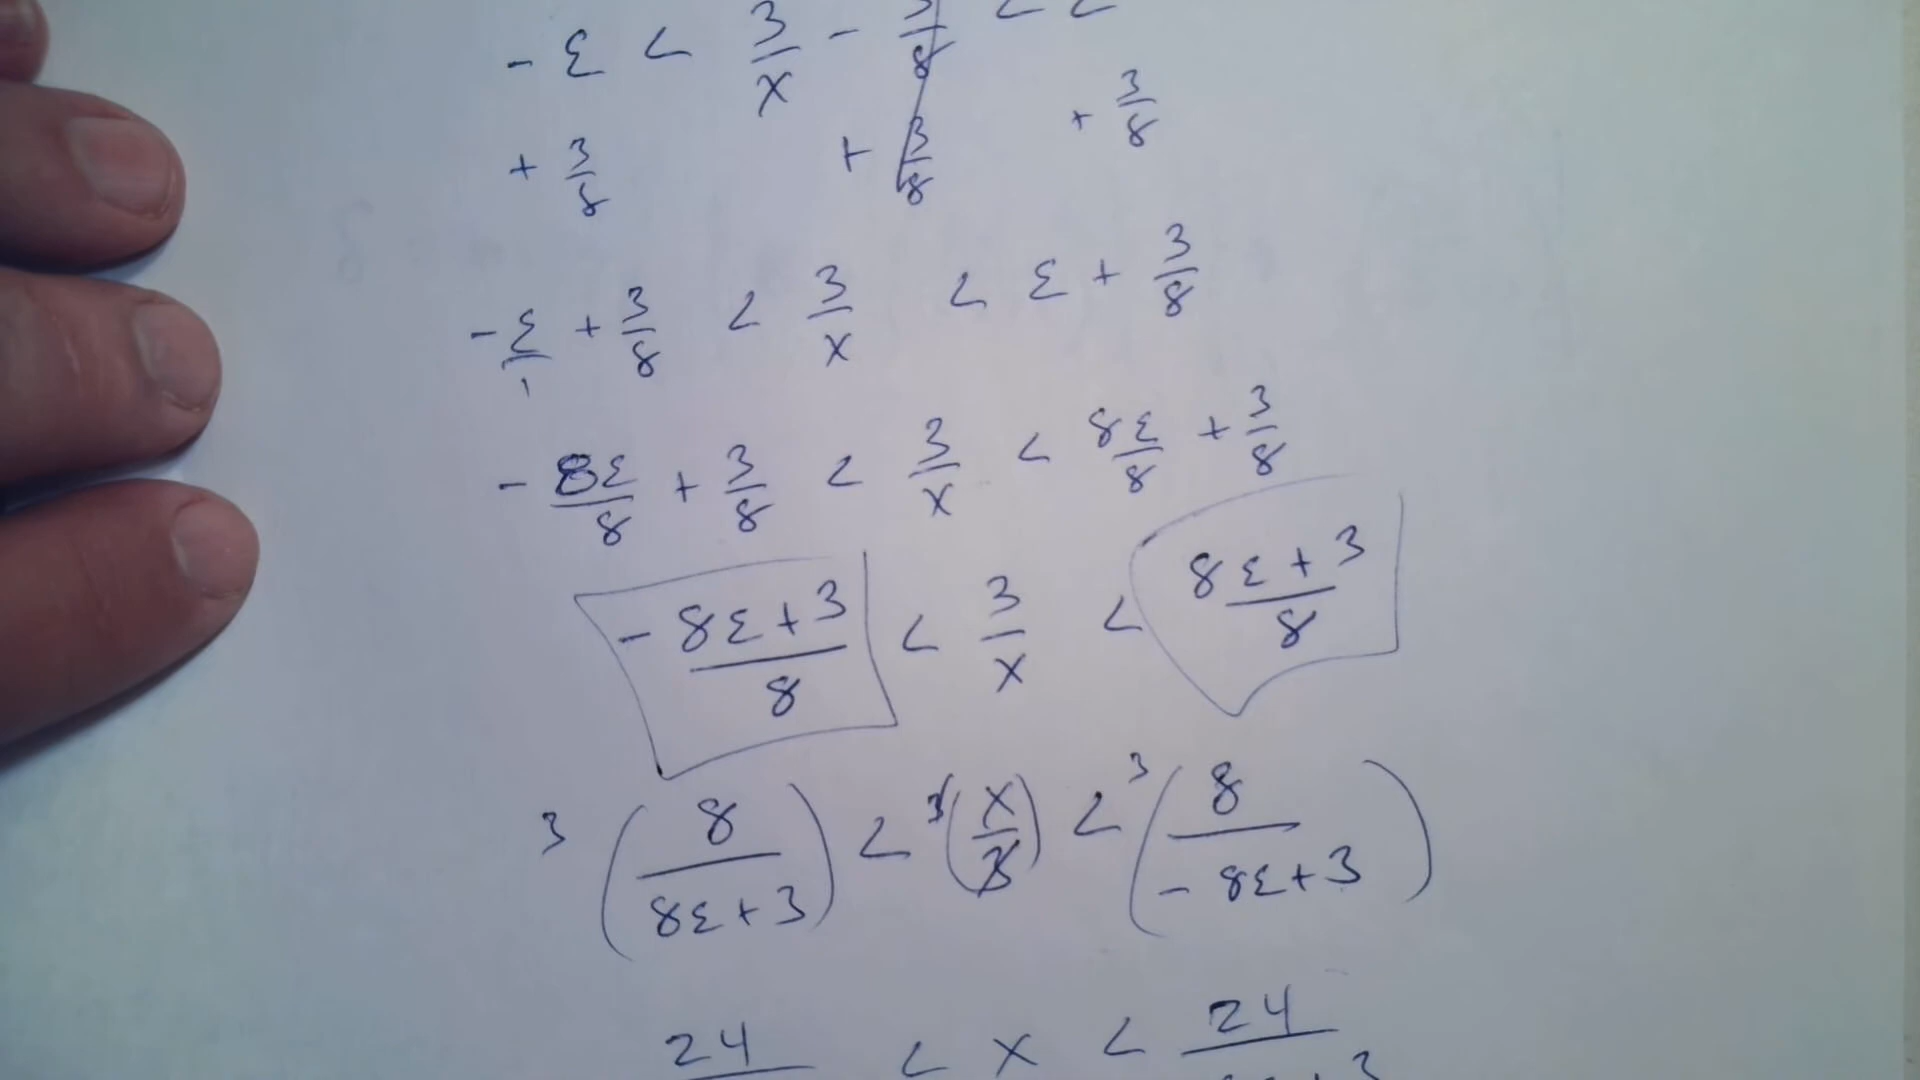 - ε < 3/x - 3/8 <
+ 3/8 + 3/8 + 3/8
- ε/1 + 3/8 < 3/x < ε + 3/8
- 8ε/8 + 3/8 < 3/x < 8ε/8 + 3/8
- 8ε + 3/8 < 3/x < 8ε + 3/8
3 (8/8ε + 3) < 3(x/3) < 3 (8/- 8ε + 3)
24 < x < 24